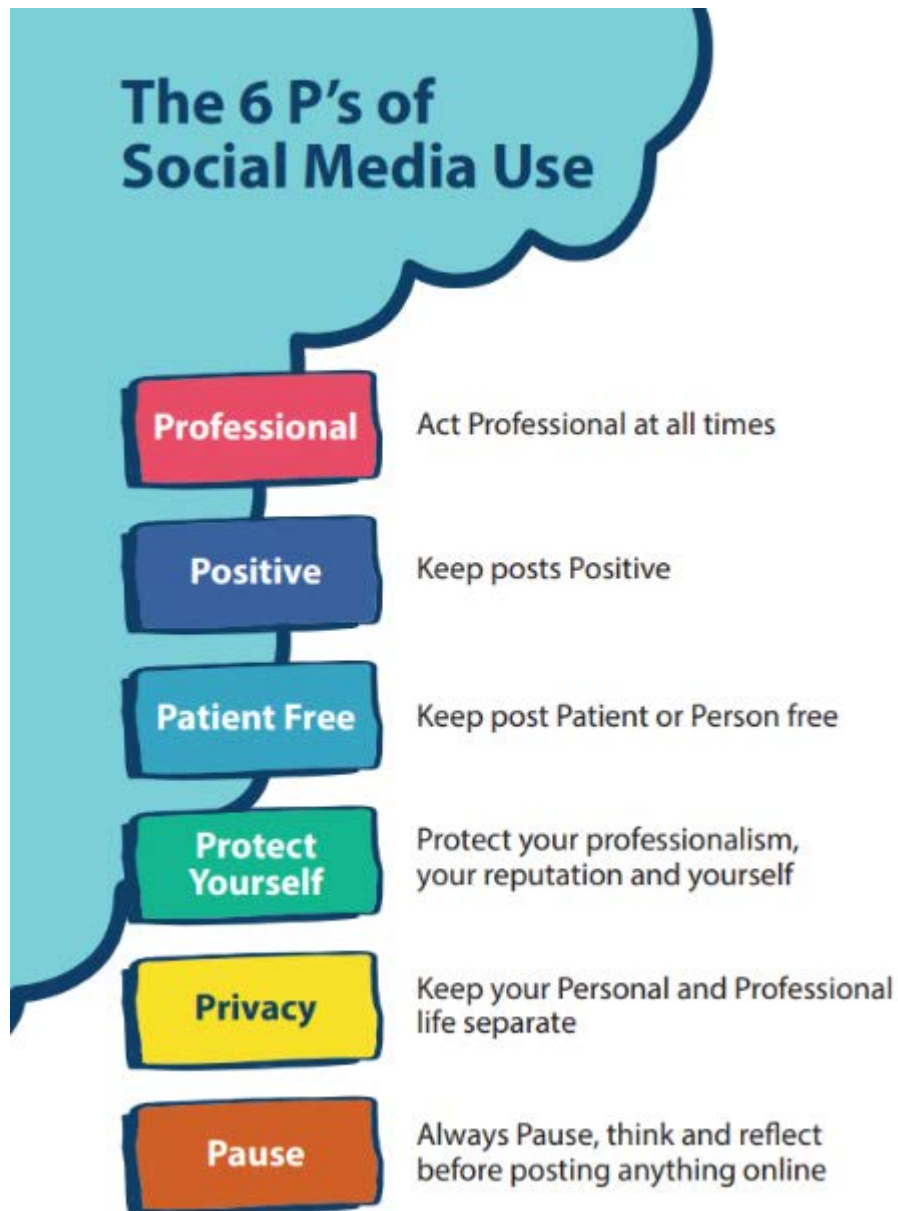 The 6 P's of
Social Media Use
Professional
Act Professional at all times
Positive
Keep posts Positive
Patient Free
Keep post Patient or Person free
Protect
Yourself
Protect your professionalism,
your reputation and yourself
Privacy
Keep your Personal and Professional
life separate
Pause
Always Pause, think and reflect
before posting anything online